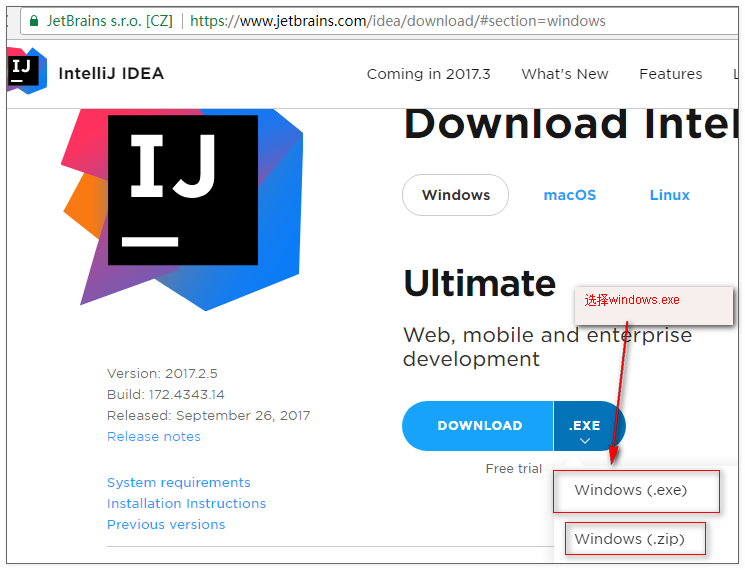 JetBrains s.r.o. [CZ] | https://www.jetbrains.com/idea/download/#section=windows
IJ IntelliJ IDEA Coming in 2017.3 What's New Features
IJ
Download Intel
Windows macOS Linux
Ultimate
选择windows.exe
Web, mobile and enterprise
development
Version: 2017.2.5
Build: 172.4343.14
Released: September 26, 2017
Release notes
DOWNLOAD .EXE
Free trial
System requirements
Installation Instructions
Previous versions
Windows (.exe)
Windows (.zip)